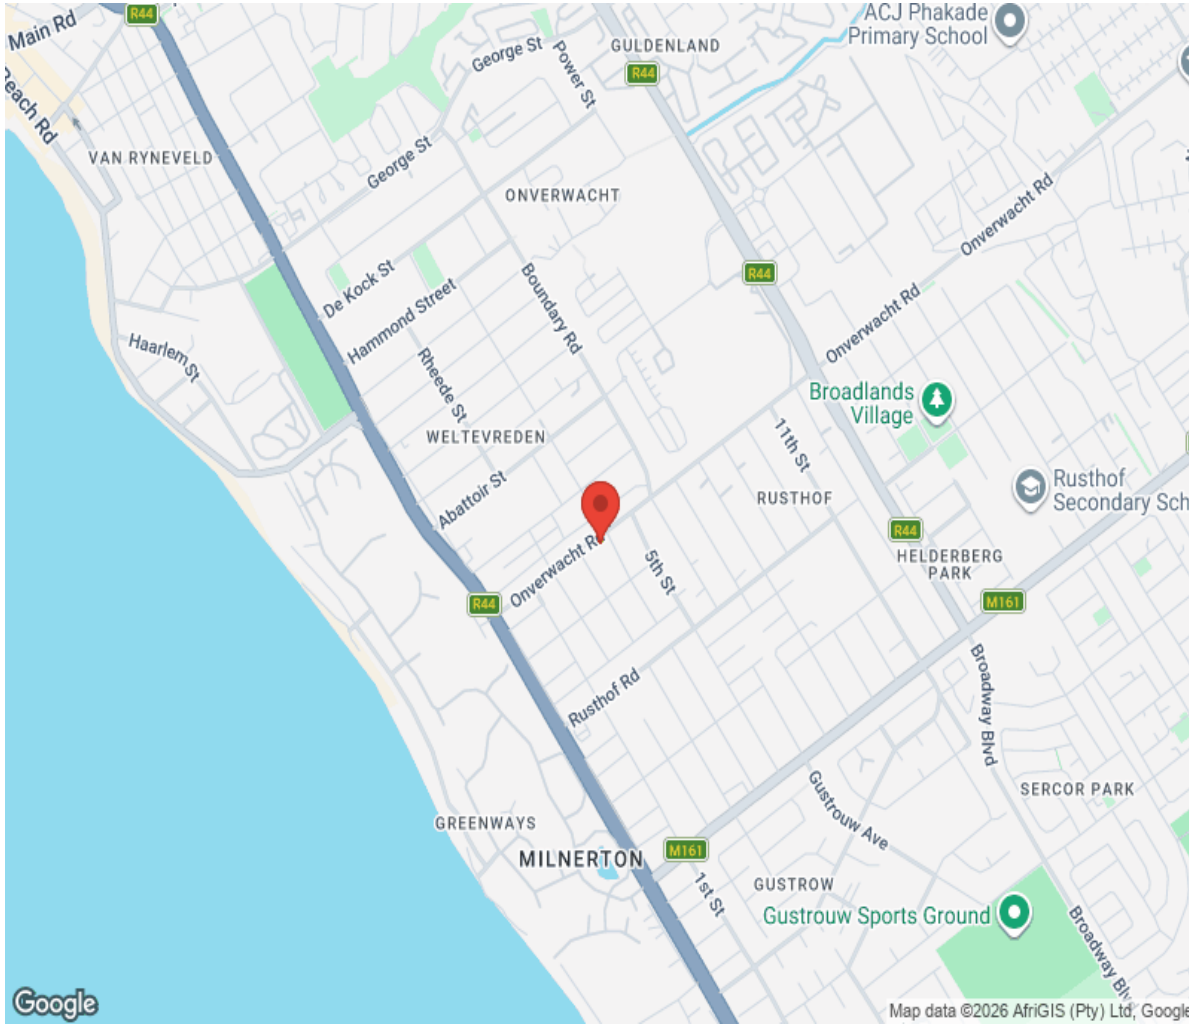 R44
Main Rd
Beach Rd
ACJ Phakade
Primary School
George St
Power St
GULDENLAND
R44
VAN RYNEVELD
George St
ONVERWACHT
Onverwacht Rd
De Kock St
Boundary Rd
R44
Hammond Street
Onverwacht Rd
Haarlem St
Rheede St
Broadlands
Village
WELTEVREDEN
11th St
Abattoir St
RUSTHOF
Rusthof
Secondary Sch
R44
Onverwacht R
5th St
HELDERBERG
PARK
R44
M161
Rusthof Rd
Broadway Blvd
SERCOR PARK
Gustrouw Ave
GREENWAYS
MILNERTON
M161
1st St
GUSTROW
Gustrouw Sports Ground
Broadway Blv
Google
Map data ©2026 AfriGIS (Pty) Ltd, Google